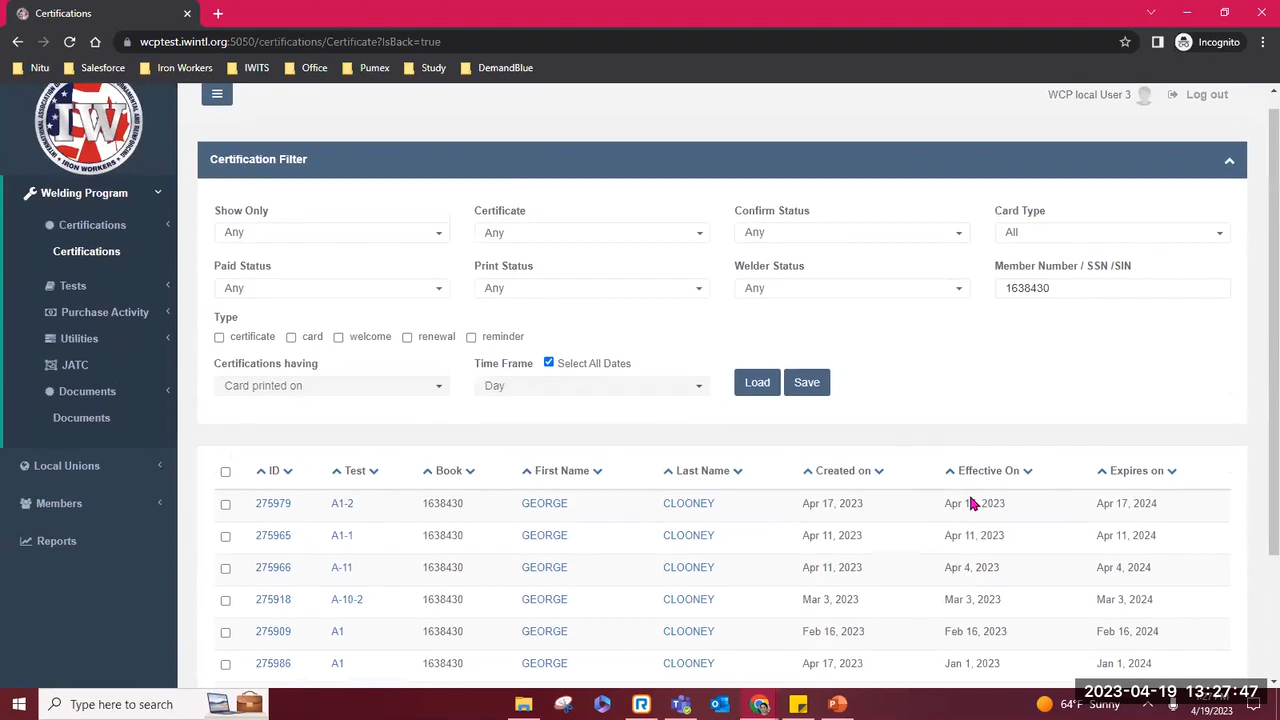 Certifications
wcptest.iwintl.org:5050/certifications/Certificate?IsBack=true
Incognito
Nitu Salesforce Iron Workers IWITS Office Pumex Study DemandBlue
WCP local User 3 Log out
IW
IRON WORKERS
Certification Filter
Welding Program
Certifications
Certifications
Tests
Purchase Activity
Utilities
JATC
Documents
Documents
Local Unions
Members
Reports
Show Only Certificate Confirm Status Card Type
Any Any Any All
Paid Status Print Status Welder Status Member Number / SSN /SIN
Any Any Any 1638430
Type
certificate card welcome renewal reminder
Certifications having Time Frame Select All Dates
Card printed on Day Load Save
ID Test Book First Name Last Name Created on Effective On Expires on
275979 A1-2 1638430 GEORGE CLOONEY Apr 17, 2023 Apr 2023 Apr 17, 2024
275965 A1-1 1638430 GEORGE CLOONEY Apr 11, 2023 Apr 11, 2023 Apr 11, 2024
275966 A-11 1638430 GEORGE CLOONEY Apr 11, 2023 Apr 4, 2023 Apr 4, 2024
275918 A-10-2 1638430 GEORGE CLOONEY Mar 3, 2023 Mar 3, 2023 Mar 3, 2024
275909 A1 1638430 GEORGE CLOONEY Feb 16, 2023 Feb 16, 2023 Feb 16, 2024
275986 A1 1638430 GEORGE CLOONEY Apr 17, 2023 Jan 1, 2023 Jan 1, 2024
Type here to search
64°F Sunny
2023-04-19 13:27:47
4/19/2023